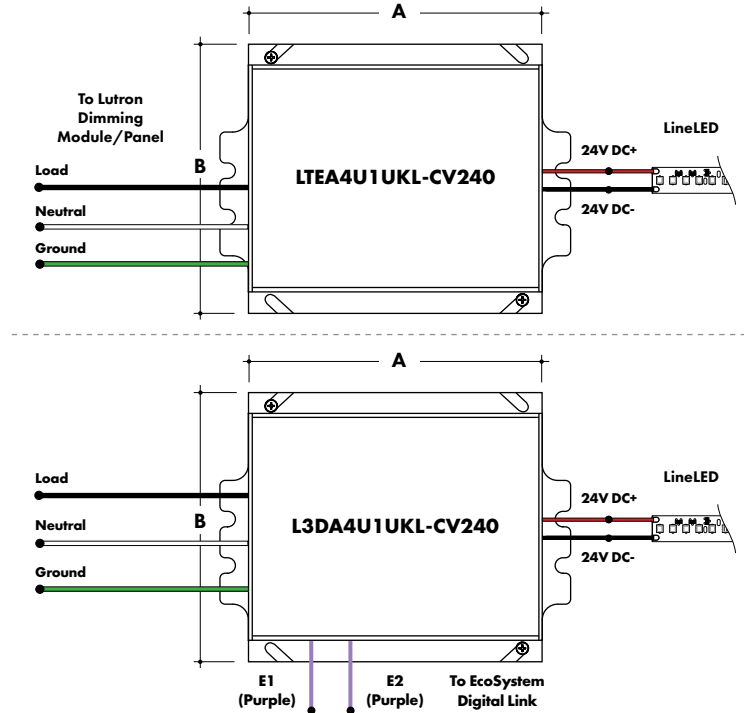 A
To Lutron
Dimming
Module/Panel
LineLED
24V DC+
Load
B
LTEA4U1UKL-CV240
Neutral
24V DC-
Ground
A
Load
LineLED
24V DC+
Neutral
B
L3DA4U1UKL-CV240
24V DC-
Ground
E1
(Purple)
E2
(Purple)
To EcoSystem
Digital Link